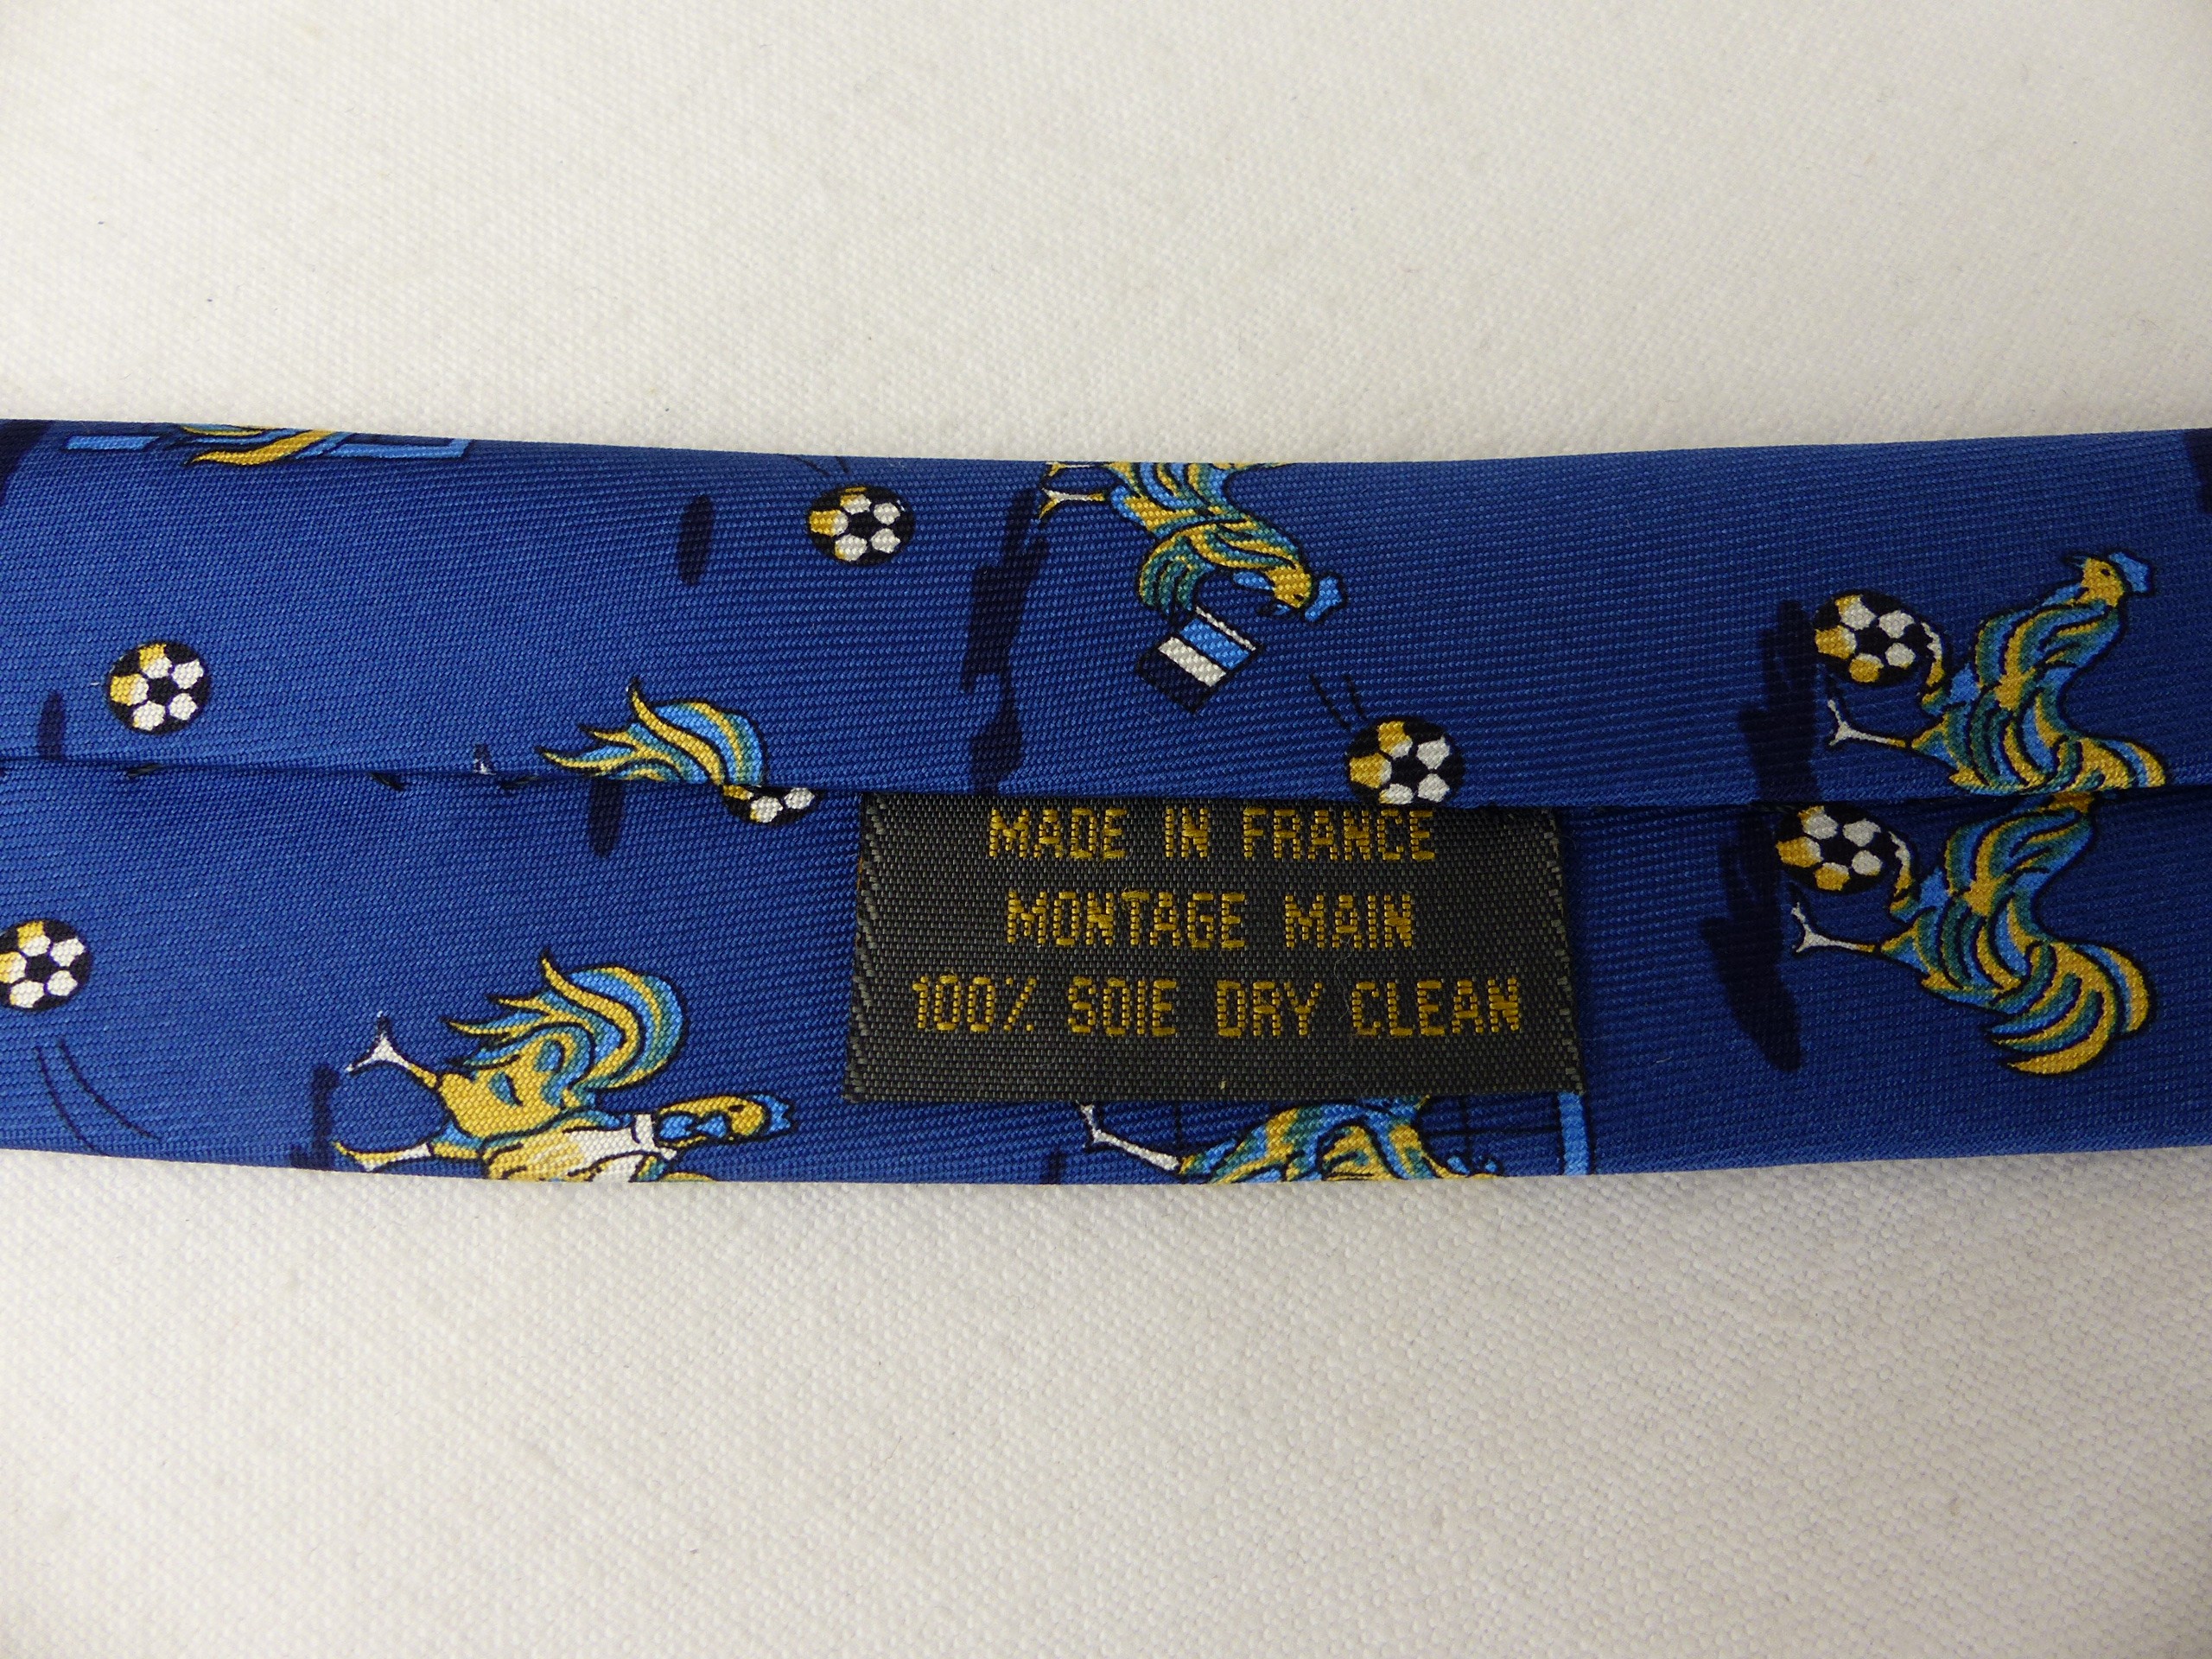 MADE IN FRANCE
MONTAGE MAIN
100% SOIE DRY CLEAN